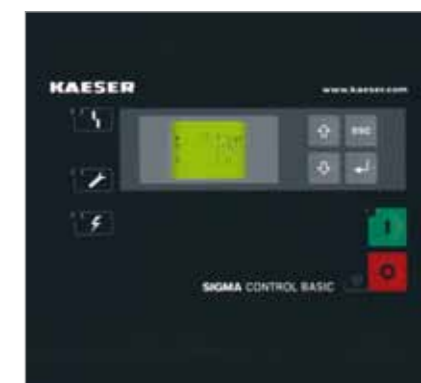 KAESER
www.kaeser.com
esc
I
O
SIGMA CONTROL BASIC